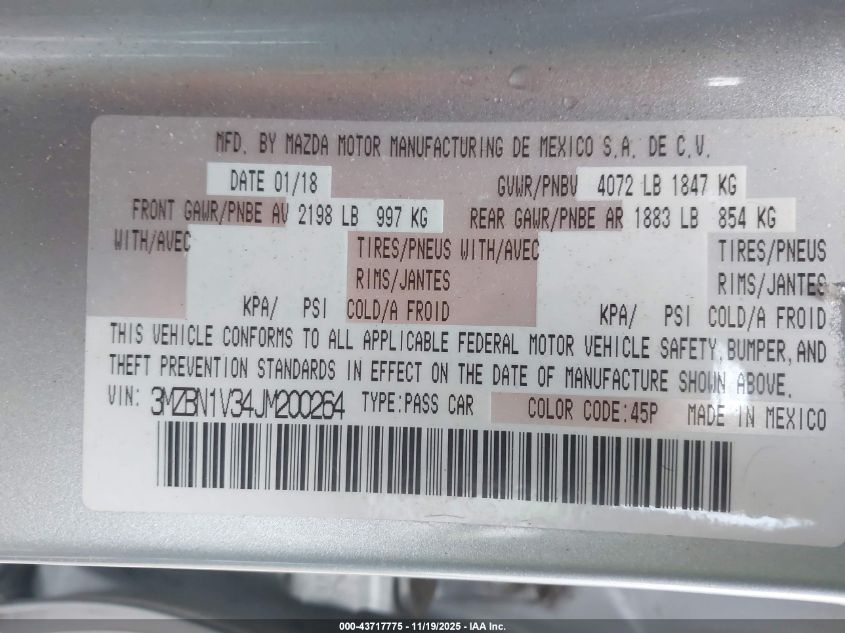 MFD. BY MAZDA MOTOR MANUFACTURING DE MEXICO S.A. DE C.V.
DATE 01/18 GVWR/PNBV 4072 LB 1847 KG
FRONT GAWR/PNBE AV 2198 LB 997 KG REAR GAWR/PNBE AR 1883 LB 854 KG
WITH/AVEC TIRES/PNEUS WITH/AVEC TIRES/PNEUS
RIMS/JANTES RIMS/JANTES
KPA/ PSI COLD/A FROID KPA/ PSI COLD/A FROID
THIS VEHICLE CONFORMS TO ALL APPLICABLE FEDERAL MOTOR VEHICLE SAFETY, BUMPER, AND
THEFT PREVENTION STANDARDS IN EFFECT ON THE DATE OF MANUFACTURE SHOWN ABOVE.
VIN: 3MZBN1V34JM200264 TYPE:PASS CAR COLOR CODE:45P MADE IN MEXICO
000-43717775 - 11/19/2025 - IAA Inc.